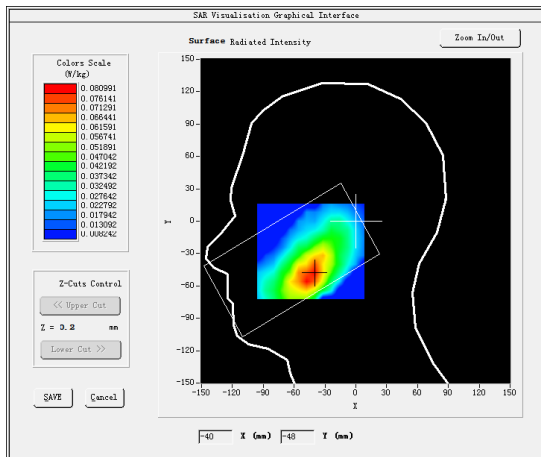 SAR Visualisation Graphical Interface
Surface Radiated Intensity
Zoom In/Out
Colors Scale
(W/kg)
0.080991
0.076141
0.071291
0.066441
0.061591
0.056741
0.051891
0.047042
0.042192
0.037342
0.032492
0.027642
0.022792
0.017942
0.013092
0.008242
Z-Cuts Control
<< Upper Cut
Z = 0.2 mm
Lower Cut >>
SAVE Cancel
150
120
90
60
30
0
-30
-60
-90
-120
-150
Y
-150 -120 -90 -60 -30 0 30 60 90 120 150
X
-40 X (mm) -48 Y (mm)